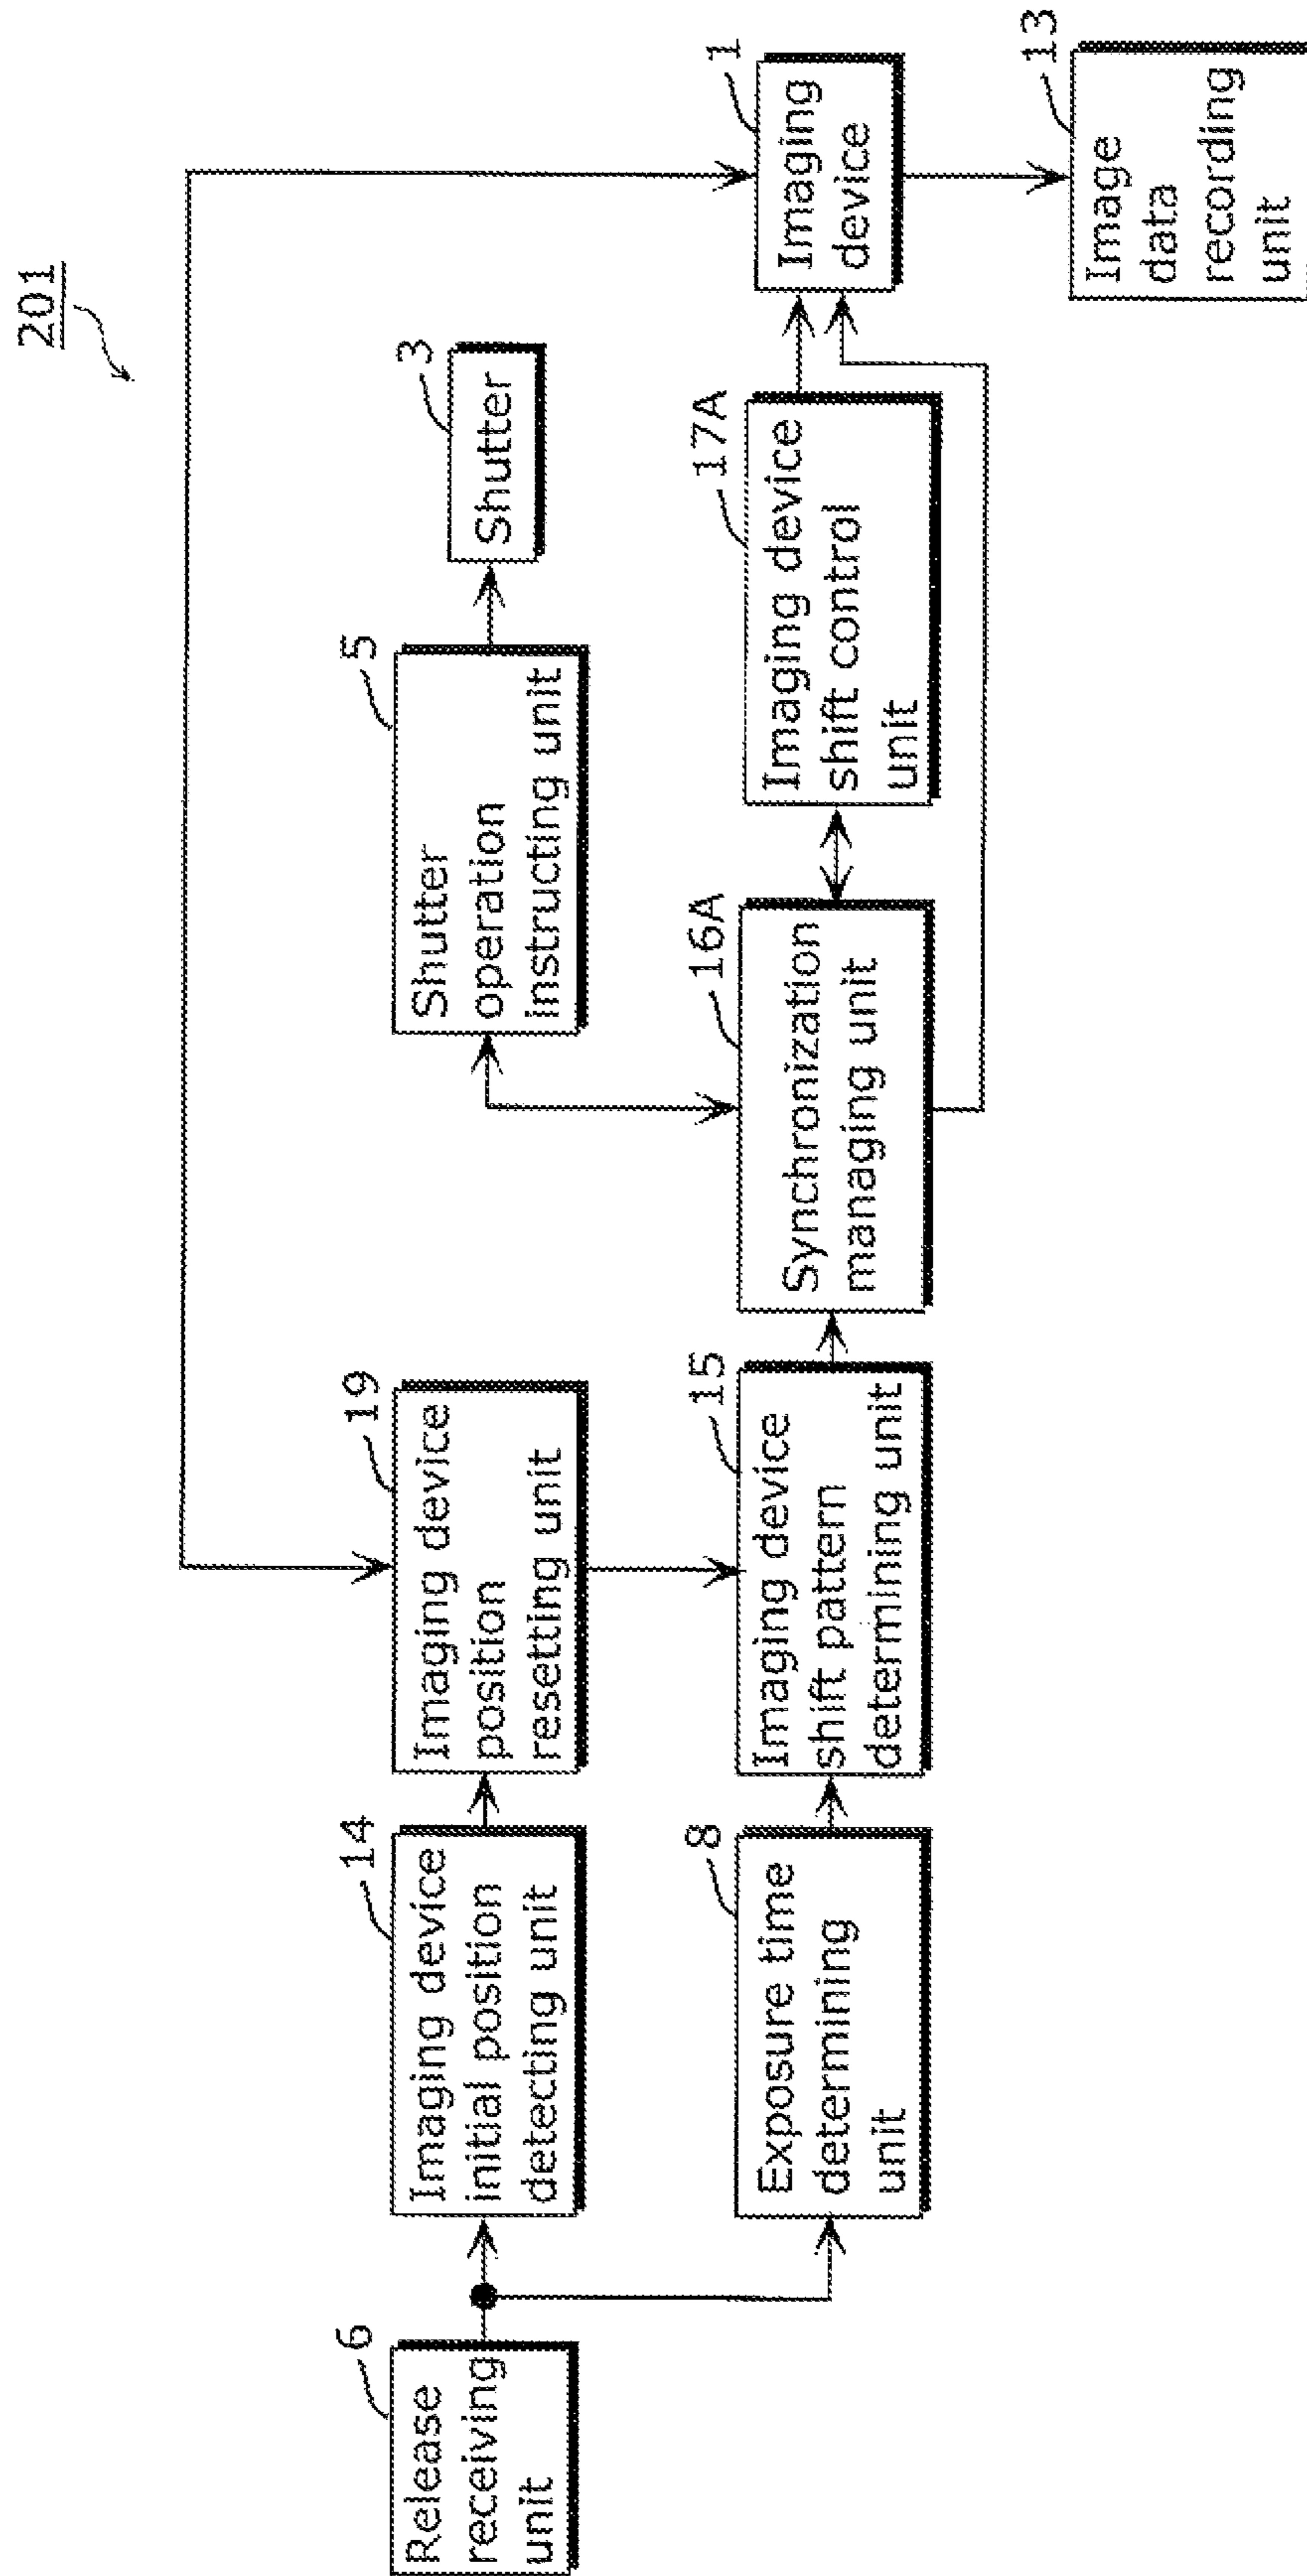 201
6
Release
receiving
unit
14
Imaging device
initial position
detecting unit
19
Imaging device
position
resetting unit
5
Shutter
operation
instructing unit
3
Shutter
8
Exposure time
determining
unit
15
Imaging device
shift pattern
determining unit
16A
Synchronization
managing unit
17A
Imaging device
shift control
unit
1
Imaging
device
13
Image
data
recording
unit